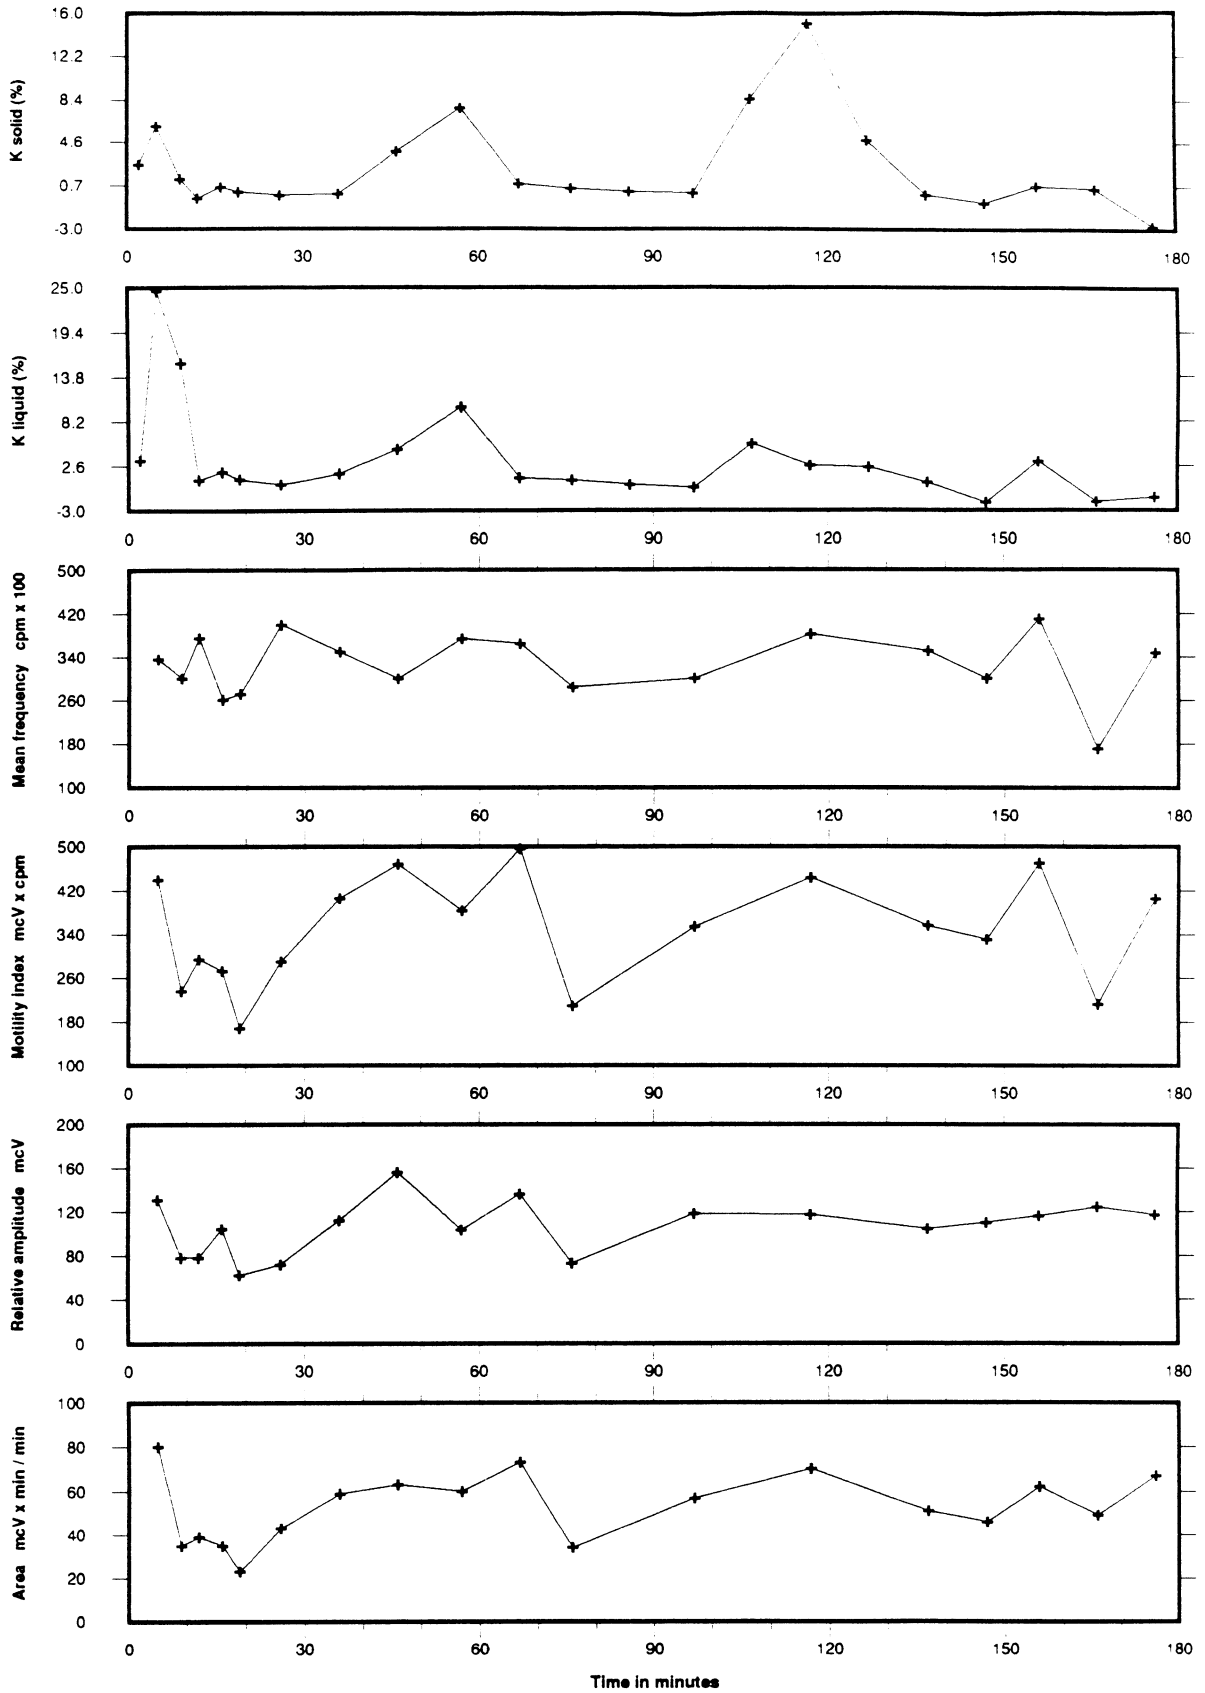 K solid (%)
16.0
12.2
8.4
4.6
0.7
-3.0
0 30 60 90 120 150 180
K liquid (%)
25.0
19.4
13.8
8.2
2.6
-3.0
0 30 60 90 120 150 180
Mean frequency cpm x 100
500
420
340
260
180
100
0 30 60 90 120 150 180
Motility index mcV x cpm
500
420
340
260
180
100
0 30 60 90 120 150 180
Relative amplitude mcV
200
160
120
80
40
0
0 30 60 90 120 150 180
Area mcV x min / min
100
80
60
40
20
0
0 30 60 90 120 150 180
Time in minutes